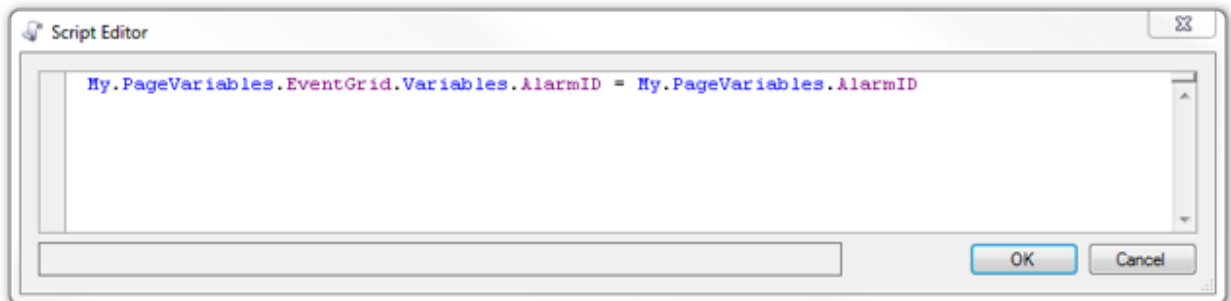 Script Editor
My.PageVariables.EventGrid.Variables.AlarmID = My.PageVariables.AlarmID
OK
Cancel